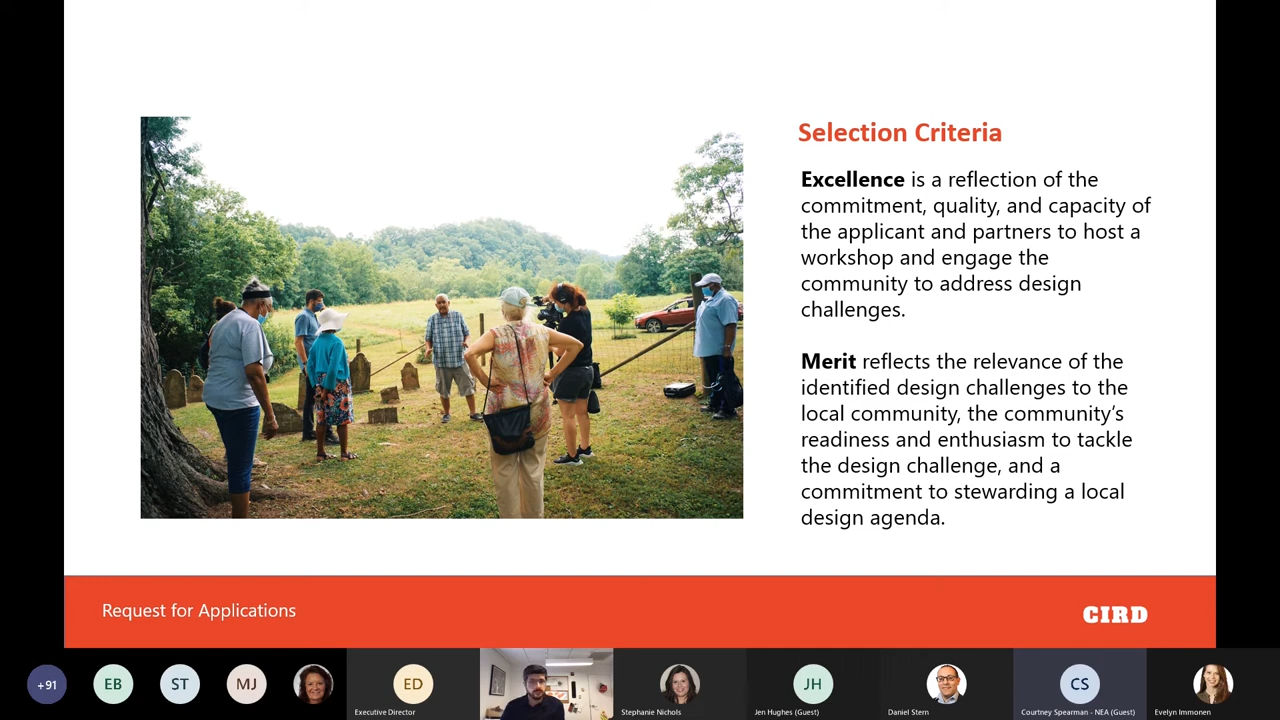 Selection Criteria
Excellence is a reflection of the
commitment, quality, and capacity of
the applicant and partners to host a
workshop and engage the
community to address design
challenges.
Merit reflects the relevance of the
identified design challenges to the
local community, the community’s
readiness and enthusiasm to tackle
the design challenge, and a
commitment to stewarding a local
design agenda.
Request for Applications
CIRD
+91
EB
ST
MJ
ED
Executive Director
Stephanie Nichols
JH
Jen Hughes (Guest)
Daniel Stern
CS
Courtney Spearman - NEA (Guest)
Evelyn Immonen